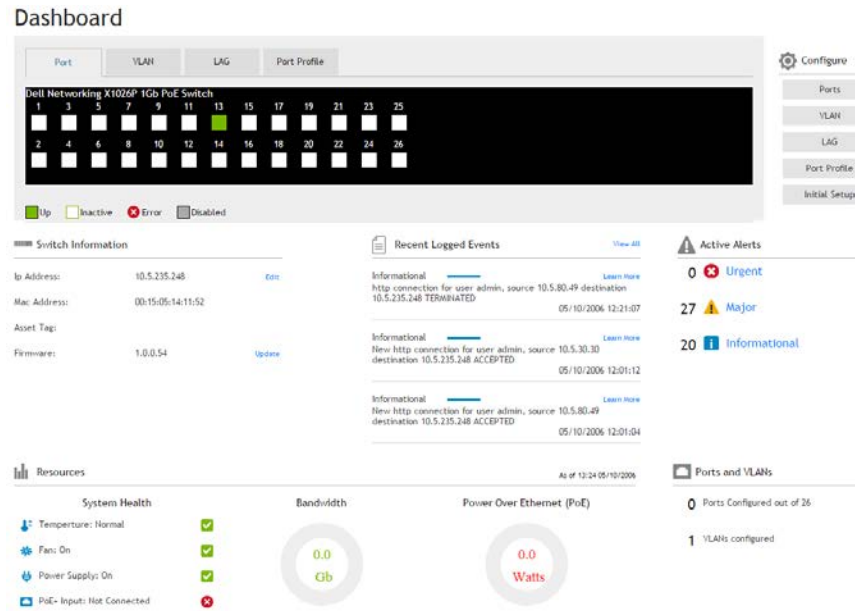 Dashboard
Port VLAN LAG Port Profile
Dell Networking X1026P 1Gb PoE Switch
1 3 5 7 9 11 13 15 17 19 21 23 25
2 4 6 8 10 12 14 16 18 20 22 24 26
Up Inactive Error Disabled
Configure
Ports
VLAN
LAG
Port Profile
Initial Setup
Switch Information
Ip Address: 10.5.235.248 Edit
Mac Address: 00:15:05:14:11:52
Asset Tag:
Firmware: 1.0.0.54 Update
Recent Logged Events View All
Informational Learn More
http connection for user admin, source 10.5.80.49 destination
10.5.235.248 TERMINATED
05/10/2006 12:21:07
Informational Learn More
New http connection for user admin, source 10.5.30.30
destination 10.5.235.248 ACCEPTED
05/10/2006 12:01:12
Informational Learn More
New http connection for user admin, source 10.5.80.49
destination 10.5.235.248 ACCEPTED
05/10/2006 12:01:04
Active Alerts
0 Urgent
27 Major
20 Informational
Resources As of 13:24 05/10/2006
System Health
Temperture: Normal
Fan: On
Power Supply: On
PoE+ Input: Not Connected
Bandwidth
0.0
Gb
Power Over Ethernet (PoE)
0.0
Watts
Ports and VLANs
0 Ports Configured out of 26
1 VLANs configured